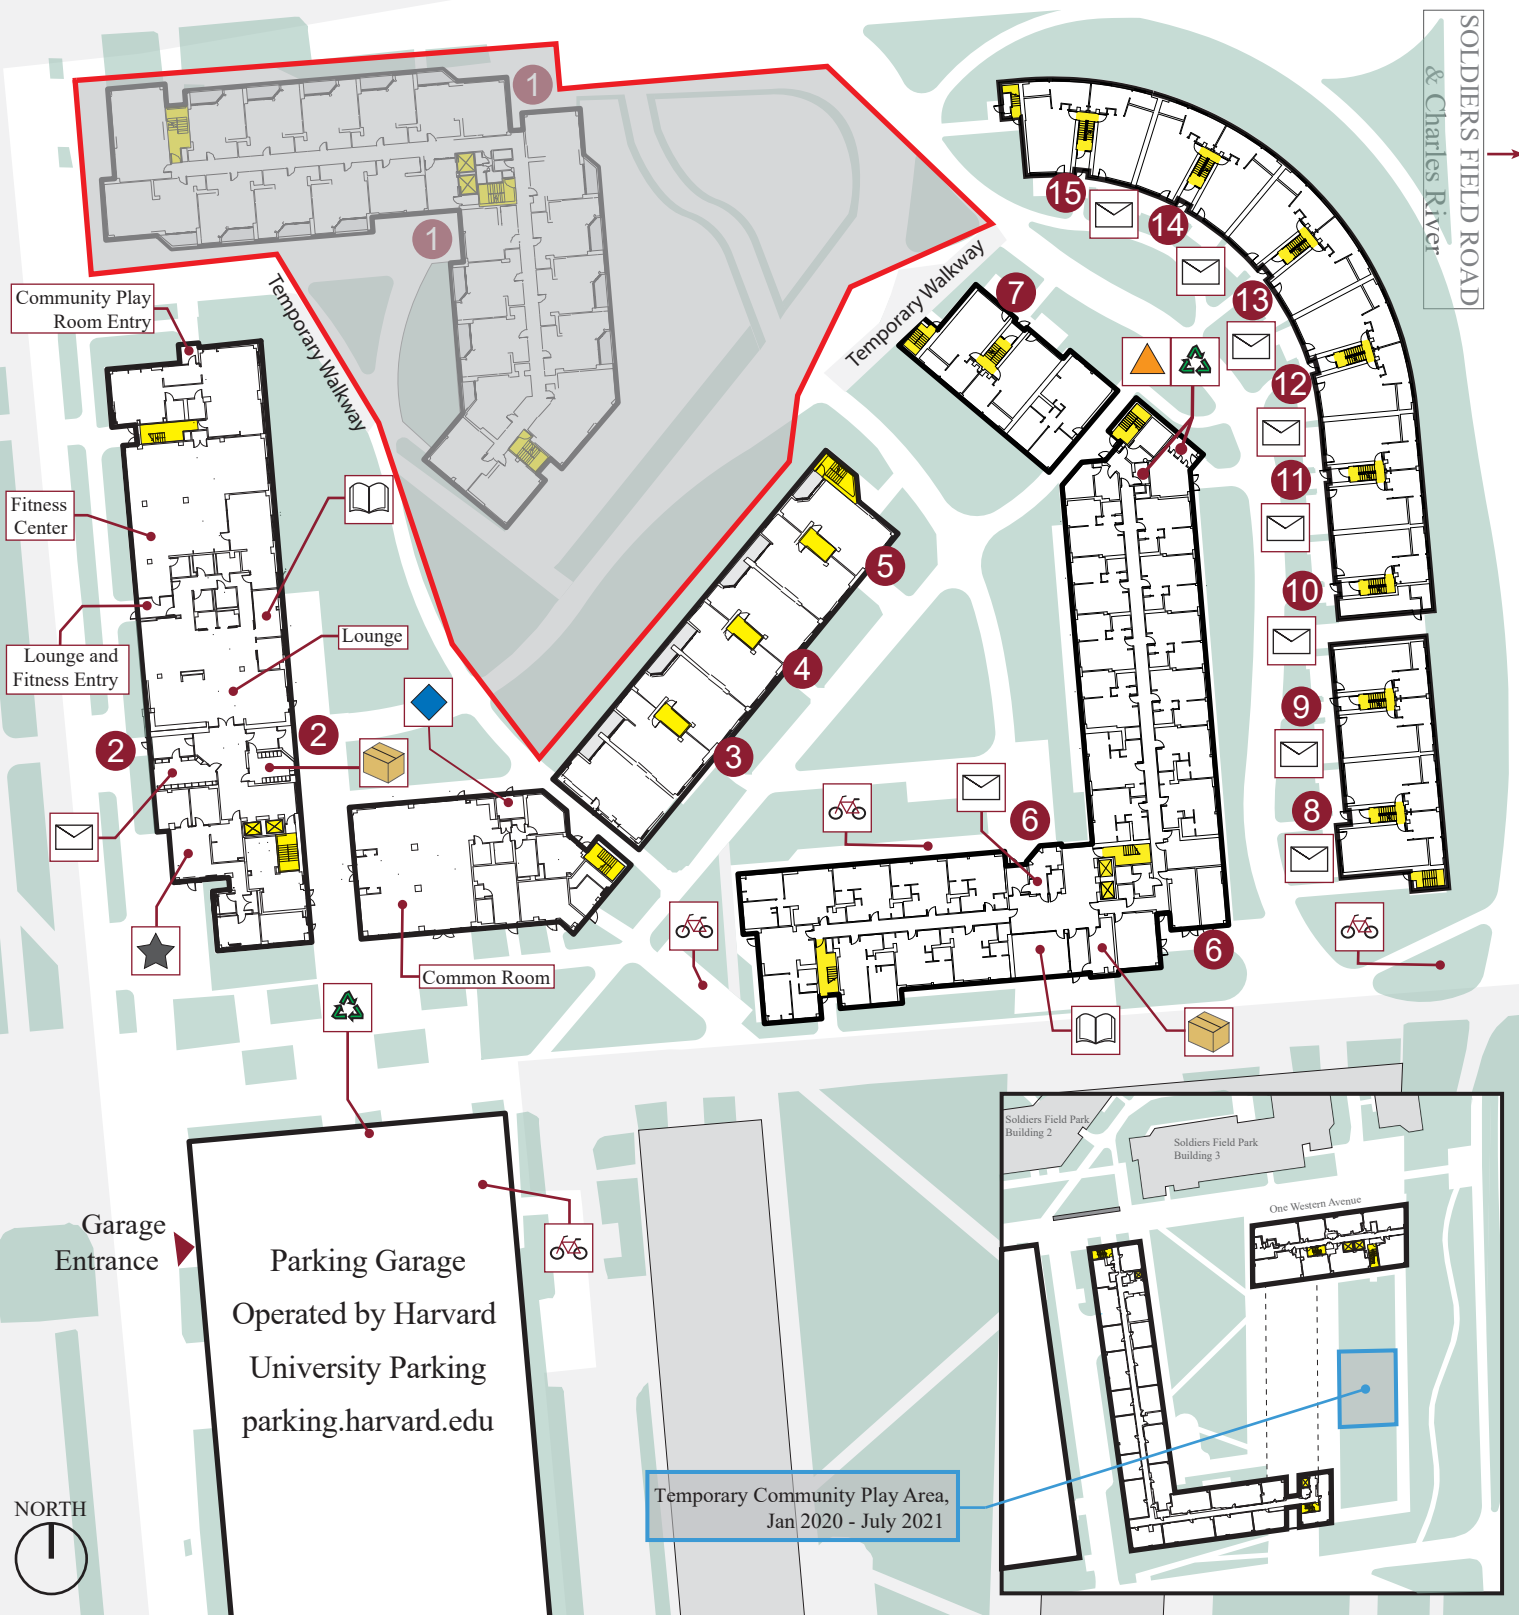 SOLDIERS FIELD ROAD
& Charles River
1
1
15
14
13
12
11
10
9
8
7
Temporary Walkway
Temporary Walkway
Community Play
Room Entry
Fitness
Center
Lounge and
Fitness Entry
Lounge
2
2
5
4
3
6
6
Common Room
Garage
Entrance
Parking Garage
Operated by Harvard
University Parking
parking.harvard.edu
NORTH
Temporary Community Play Area,
Jan 2020 - July 2021
Soldiers Field Park
Building 2
Soldiers Field Park
Building 3
One Western Avenue